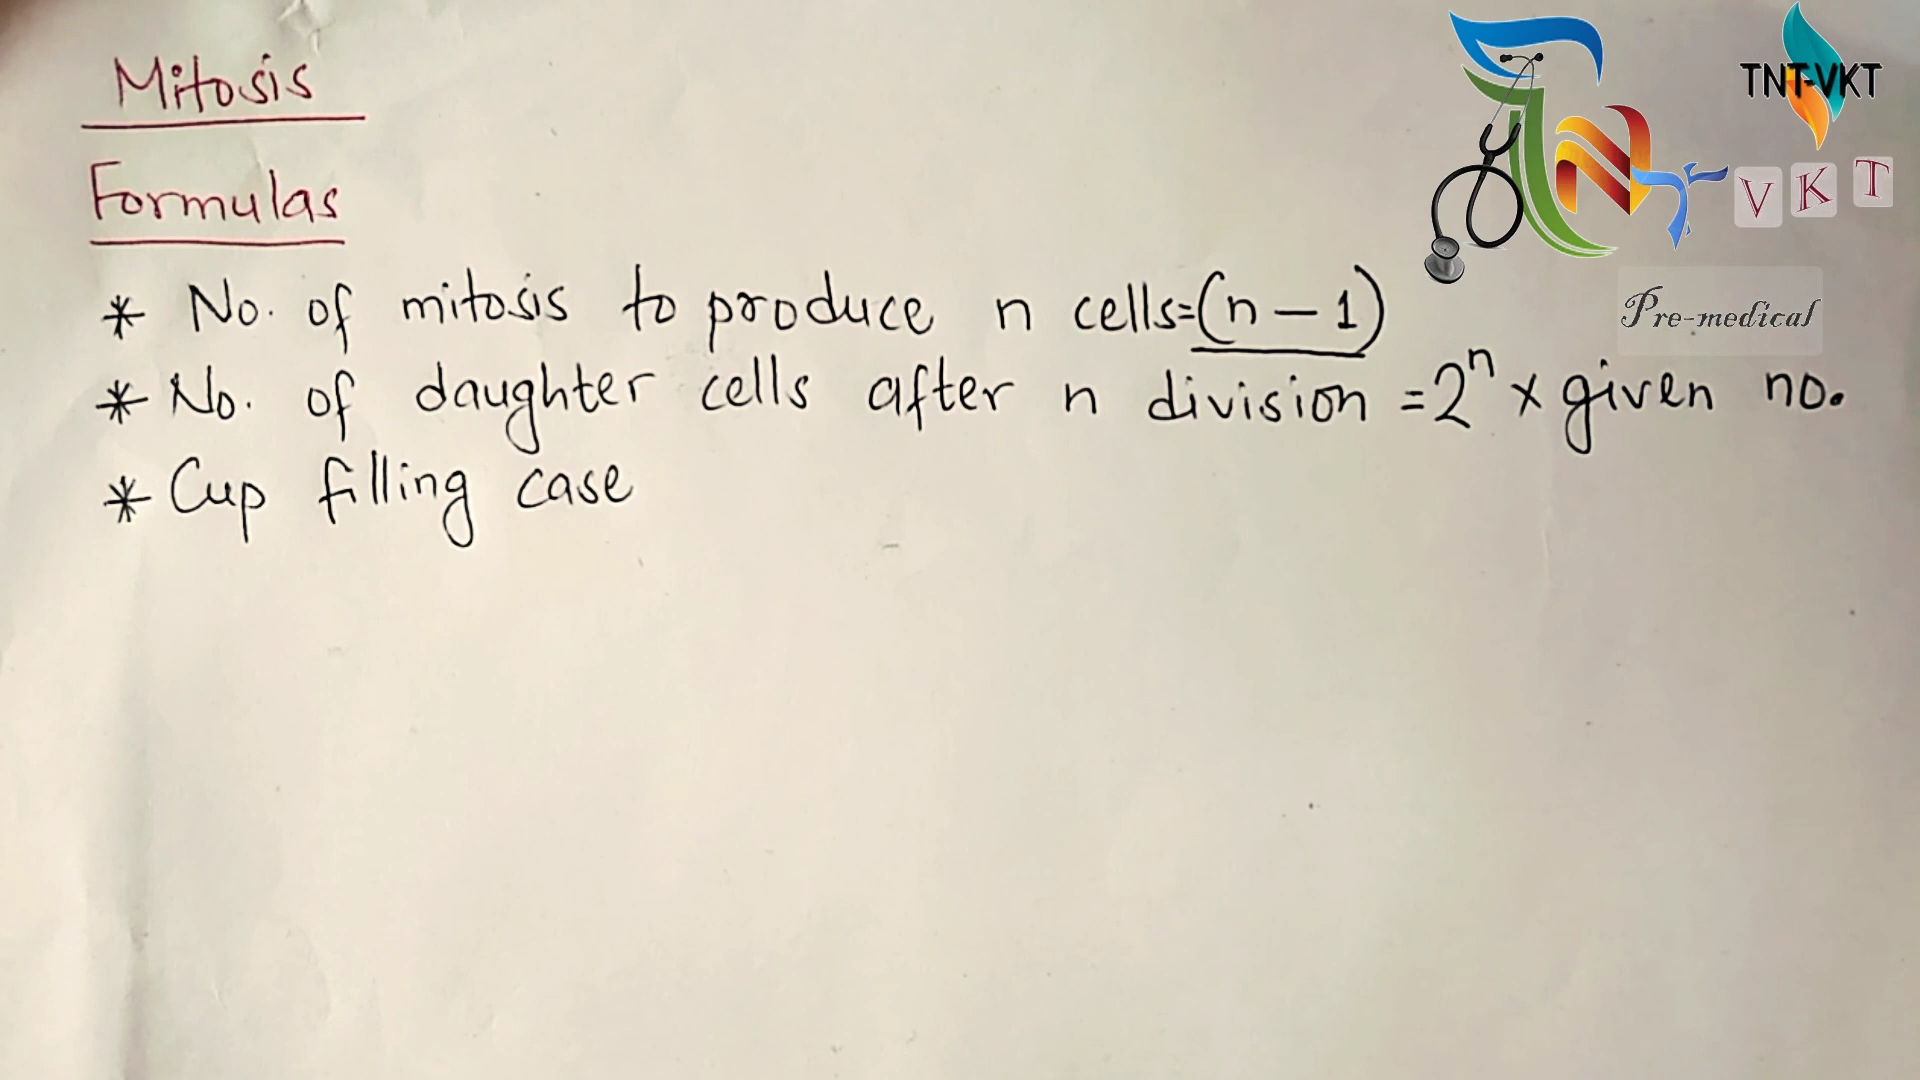 Mitosis
Formulas
* No. of mitosis to produce n cells=(n-1)
* No. of daughter cells after n division =2ⁿ x given no.
* Cup filling case
TNT-VKT
TNT VKT
Pre-medical